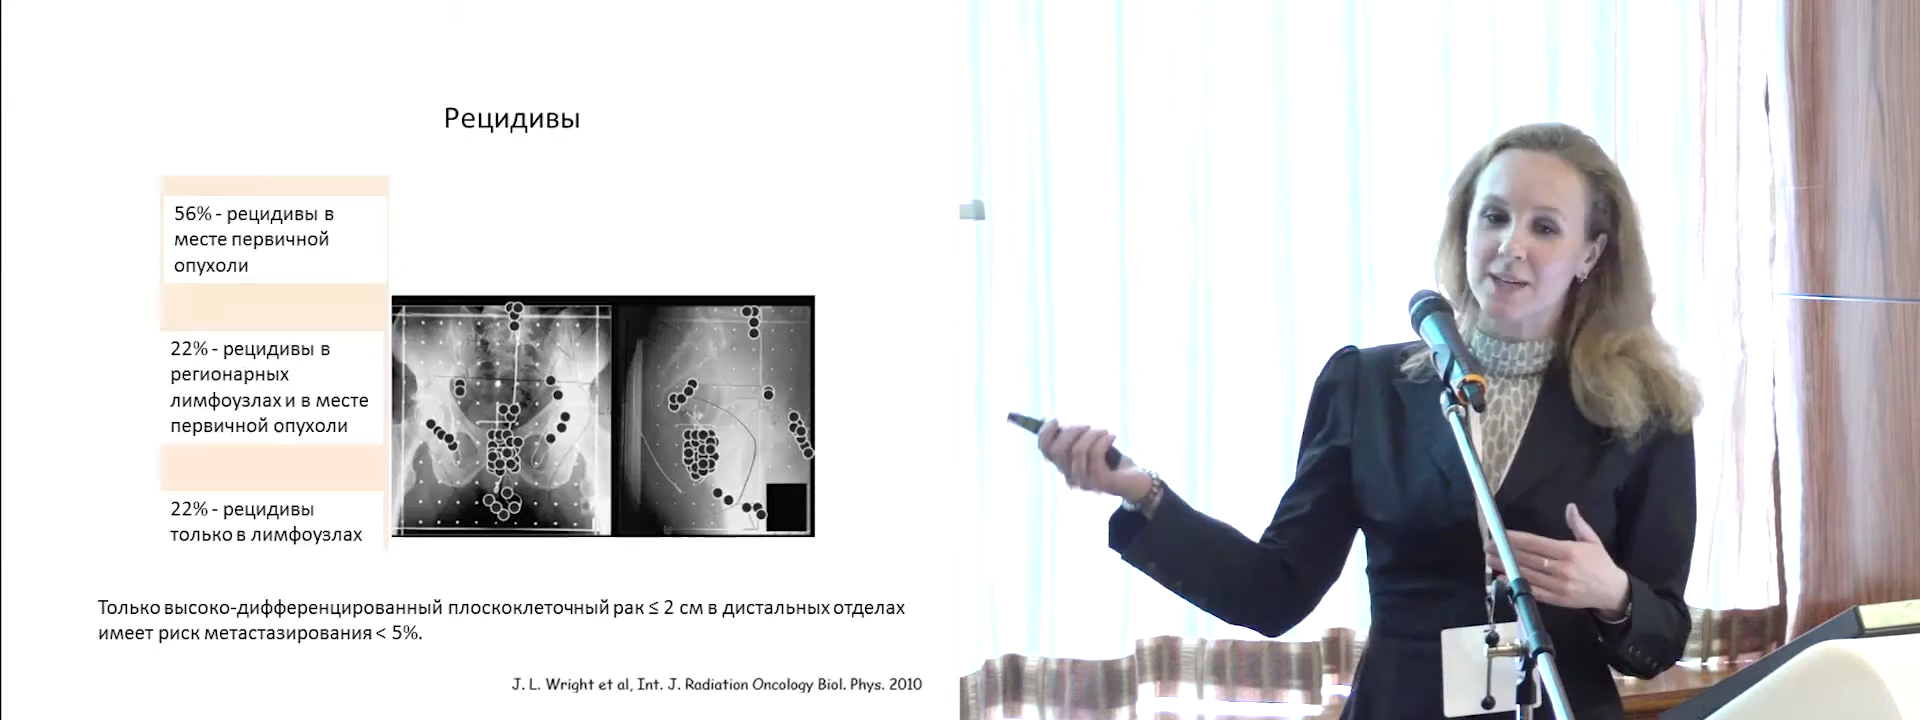 Рецидивы
56% - рецидивы в
месте первичной
опухоли
22% - рецидивы в
регионарных
лимфоузлах и в месте
первичной опухоли
22% - рецидивы
только в лимфоузлах
Только высоко-дифференцированный плоскоклеточный рак ≤ 2 см в дистальных отделах
имеет риск метастазирования < 5%.
J. L. Wright et al, Int. J. Radiation Oncology Biol. Phys. 2010